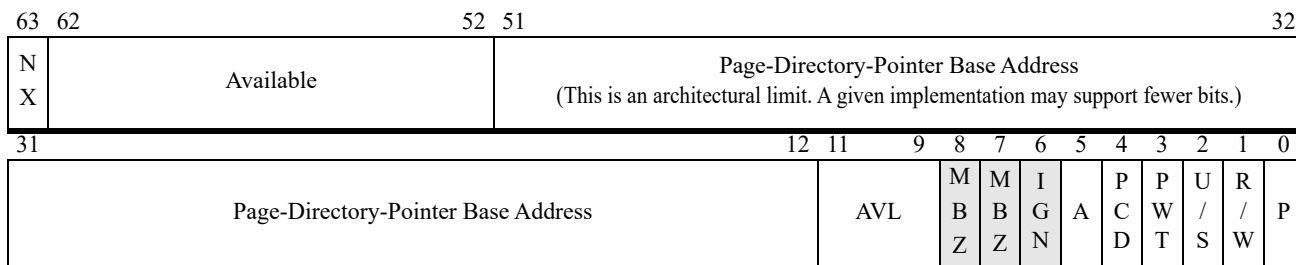 63 62 52 51 32
N X Available Page-Directory-Pointer Base Address
(This is an architectural limit. A given implementation may support fewer bits.)
31 12 11 9 8 7 6 5 4 3 2 1 0
Page-Directory-Pointer Base Address AVL M B Z M B Z I G N A P C D P W T U / S R / W P